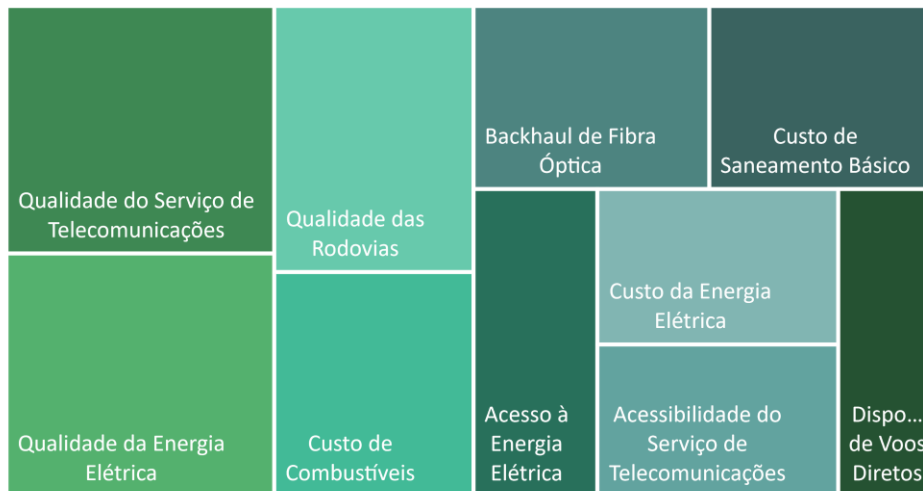 Qualidade do Serviço de
Telecomunicações
Qualidade da Energia
Elétrica
Qualidade das
Rodovias
Custo de
Combustíveis
Backhaul de Fibra
Óptica
Custo de
Saneamento Básico
Acesso à
Energia
Elétrica
Custo da Energia
Elétrica
Acessibilidade do
Serviço de
Telecomunicações
Dispo...
de Voos
Diretos